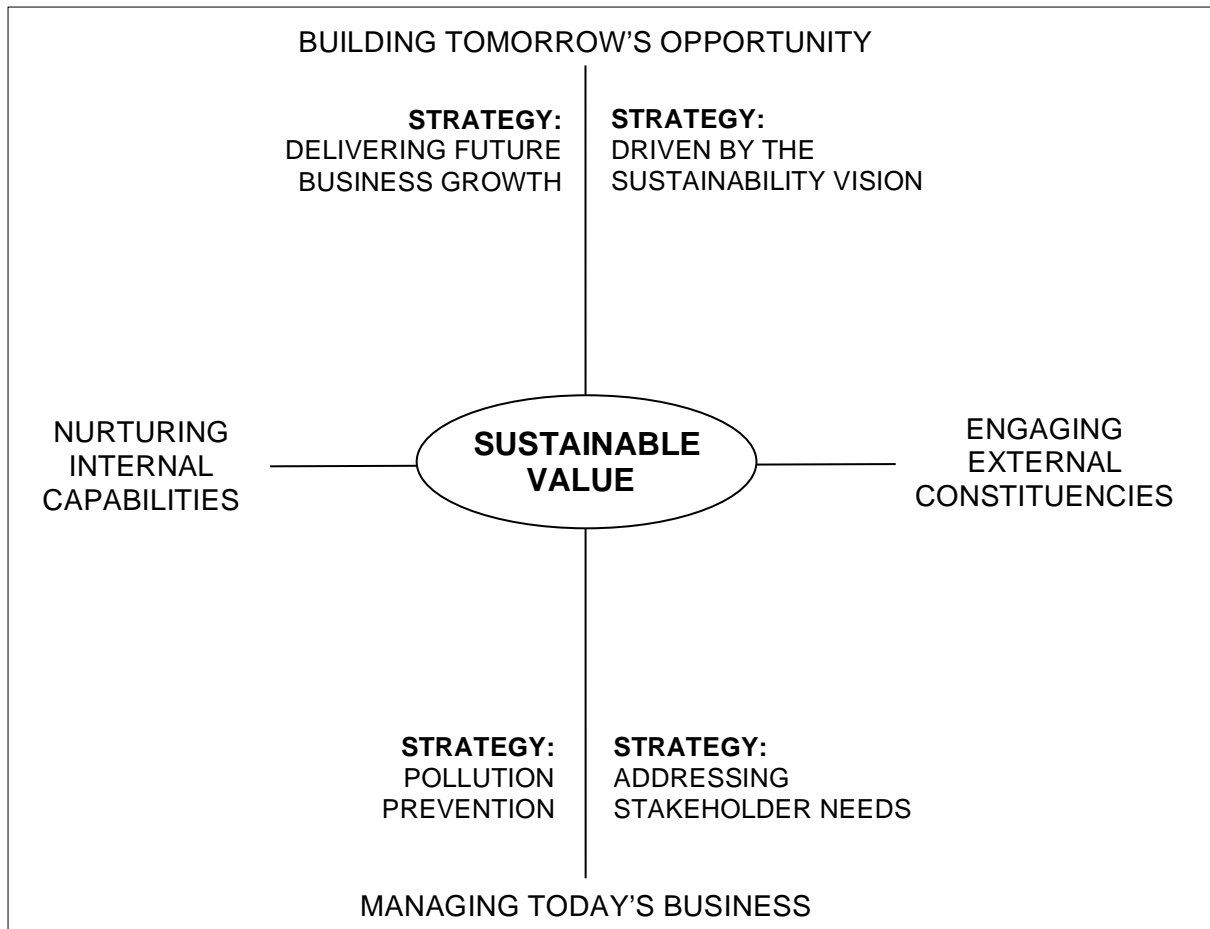 BUILDING TOMORROW’S OPPORTUNITY
STRATEGY:
DELIVERING FUTURE
BUSINESS GROWTH
STRATEGY:
DRIVEN BY THE
SUSTAINABILITY VISION
NURTURING
INTERNAL
CAPABILITIES
SUSTAINABLE
VALUE
ENGAGING
EXTERNAL
CONSTITUENCIES
STRATEGY:
POLLUTION
PREVENTION
STRATEGY:
ADDRESSING
STAKEHOLDER NEEDS
MANAGING TODAY’S BUSINESS